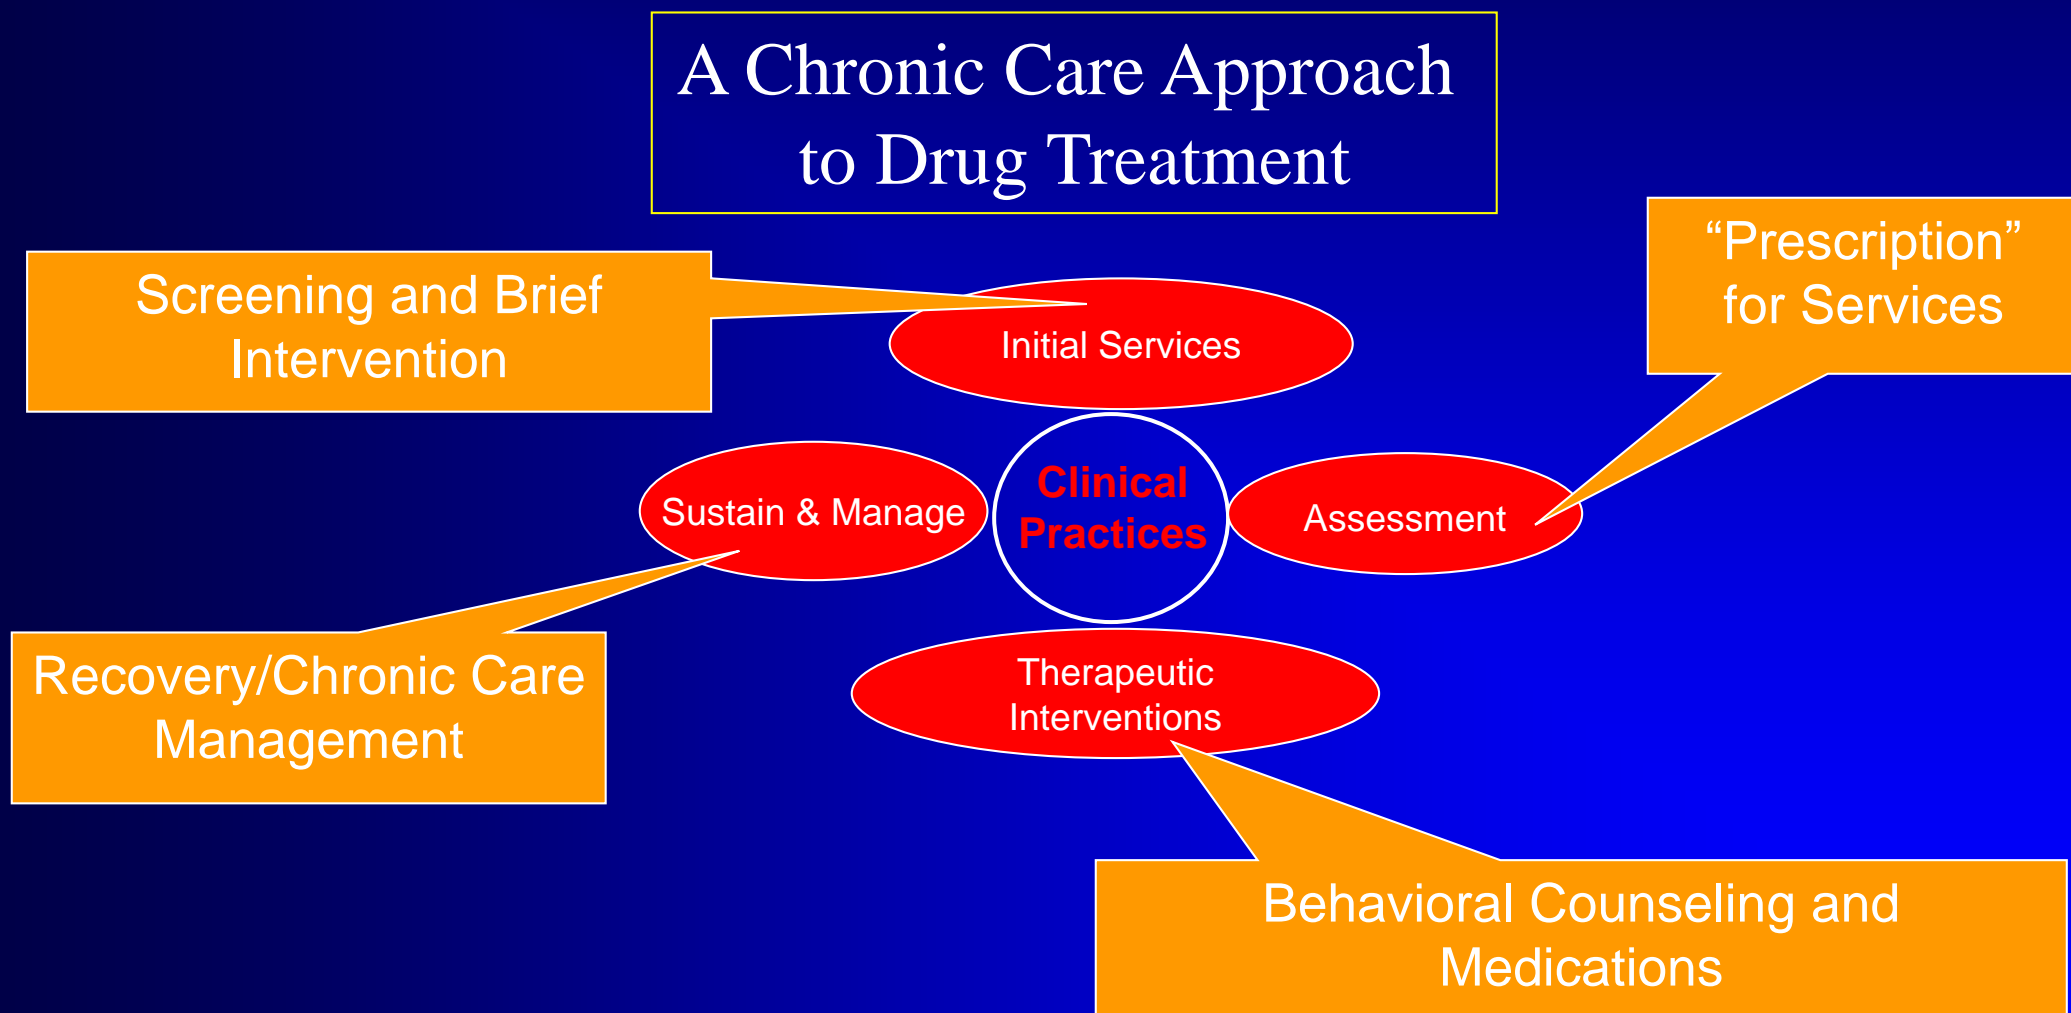 A Chronic Care Approach
to Drug Treatment
“Prescription”
for Services
Screening and Brief
Intervention
Initial Services
Clinical
Practices
Sustain & Manage
Assessment
Recovery/Chronic Care
Management
Therapeutic
Interventions
Behavioral Counseling and
Medications